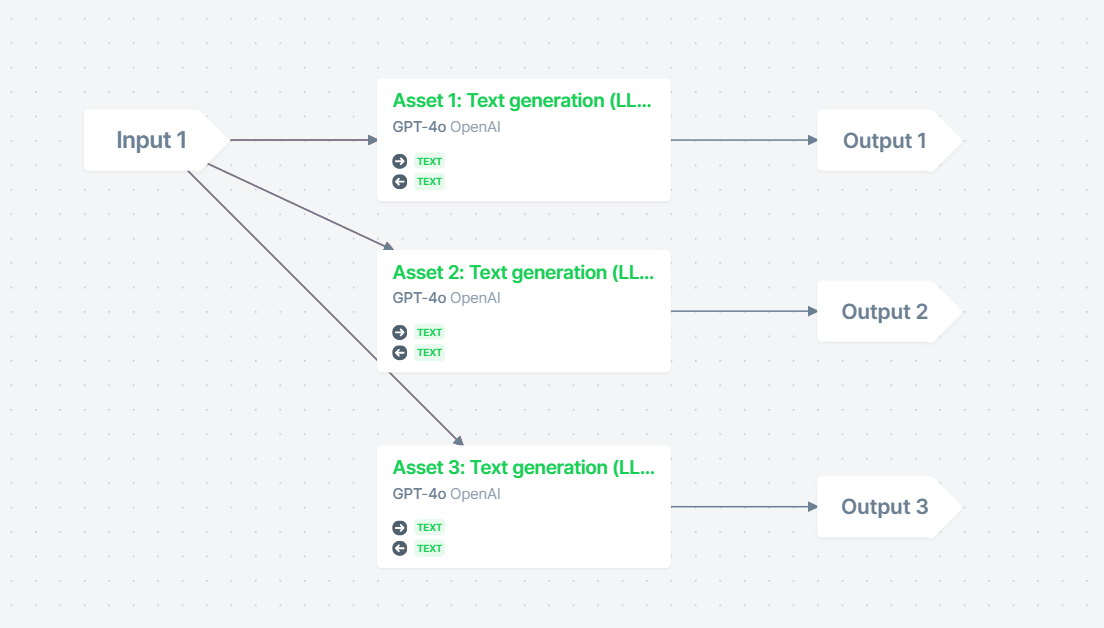 Input 1
Asset 1: Text generation (LL...
GPT-4o OpenAI
TEXT
TEXT
Output 1
Asset 2: Text generation (LL...
GPT-4o OpenAI
TEXT
TEXT
Output 2
Asset 3: Text generation (LL...
GPT-4o OpenAI
TEXT
TEXT
Output 3